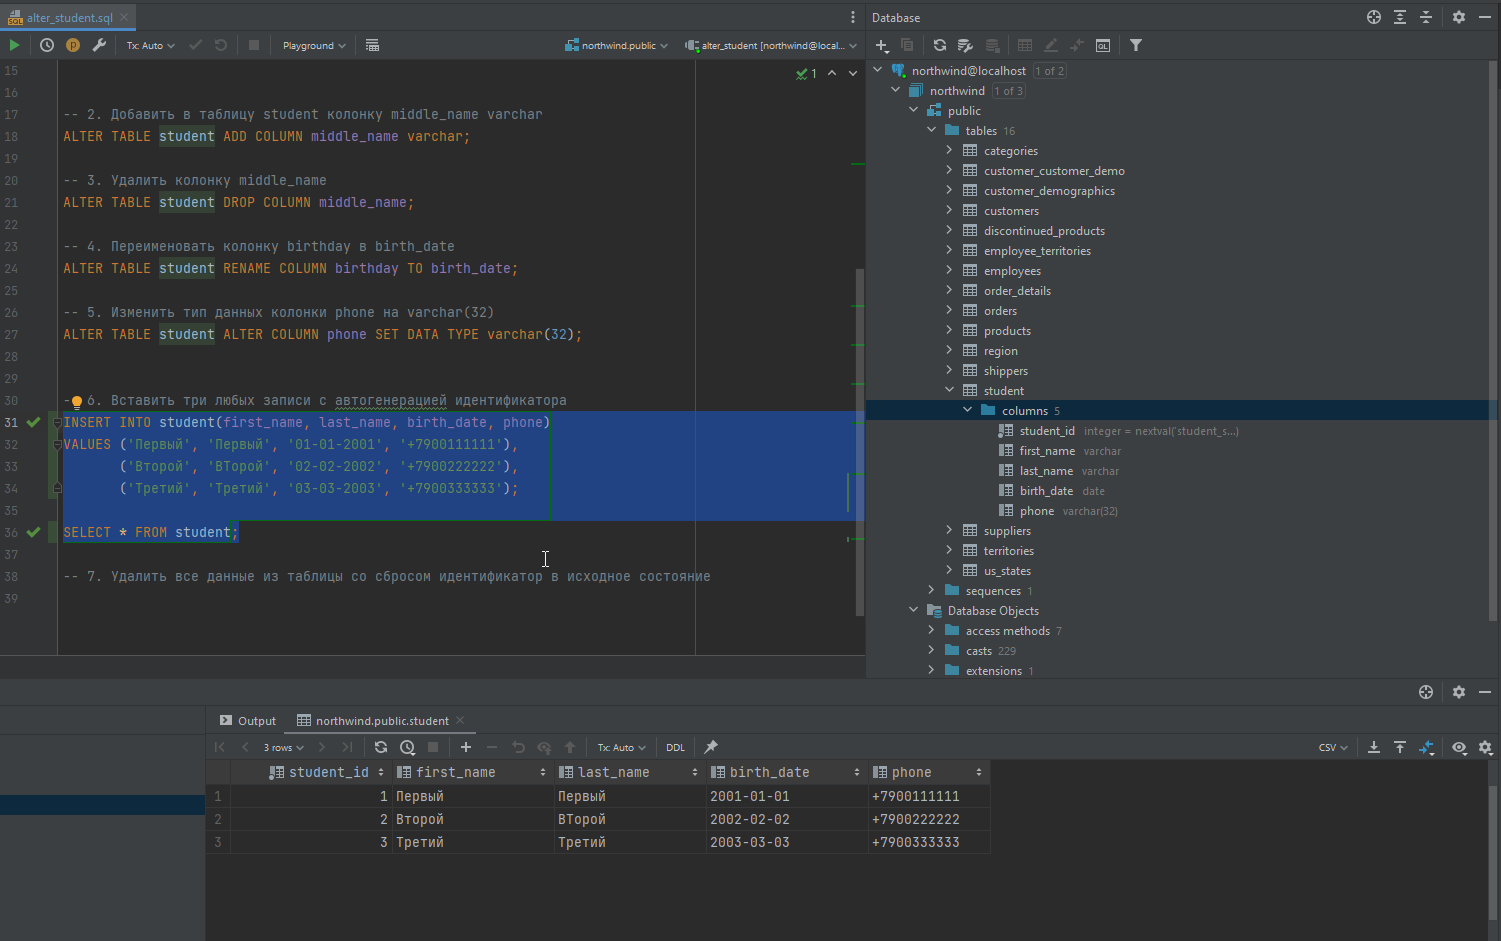 alter_student.sql
Tx: Auto
Playground
northwind.public
alter_student [northwind@local...
1
15
16
17 -- 2. Добавить в таблицу student колонку middle_name varchar
18 ALTER TABLE student ADD COLUMN middle_name varchar;
19
20 -- 3. Удалить колонку middle_name
21 ALTER TABLE student DROP COLUMN middle_name;
22
23 -- 4. Переименовать колонку birthday в birth_date
24 ALTER TABLE student RENAME COLUMN birthday TO birth_date;
25
26 -- 5. Изменить тип данных колонки phone на varchar(32)
27 ALTER TABLE student ALTER COLUMN phone SET DATA TYPE varchar(32);
28
29
30 - 6. Вставить три любых записи с автогенерацией идентификатора
31 INSERT INTO student(first_name, last_name, birth_date, phone)
32 VALUES ('Первый', 'Первый', '01-01-2001', '+7900111111'),
33 ('Второй', 'ВТорой', '02-02-2002', '+7900222222'),
34 ('Третий', 'Третий', '03-03-2003', '+7900333333');
35
36 SELECT * FROM student;
37
38 -- 7. Удалить все данные из таблицы со сбросом идентификатор в исходное состояние
39
Database
northwind@localhost 1 of 2
northwind 1 of 3
public
tables 16
categories
customer_customer_demo
customer_demographics
customers
discontinued_products
employee_territories
employees
order_details
orders
products
region
shippers
student
columns 5
student_id integer = nextval('student_s...)
first_name varchar
last_name varchar
birth_date date
phone varchar(32)
suppliers
territories
us_states
sequences 1
Database Objects
access methods 7
casts 229
extensions 1
Output
northwind.public.student
3 rows
Tx: Auto
DDL
CSV
student_id first_name last_name birth_date phone
1 1 Первый Первый 2001-01-01 +7900111111
2 2 Второй ВТорой 2002-02-02 +7900222222
3 3 Третий Третий 2003-03-03 +7900333333